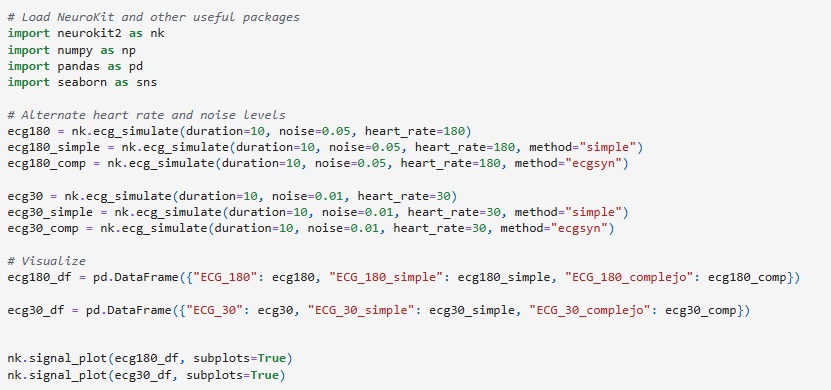 # Load NeuroKit and other useful packages
import neurokit2 as nk
import numpy as np
import pandas as pd
import seaborn as sns
# Alternate heart rate and noise levels
ecg180 = nk.ecg_simulate(duration=10, noise=0.05, heart_rate=180)
ecg180_simple = nk.ecg_simulate(duration=10, noise=0.05, heart_rate=180, method="simple")
ecg180_comp = nk.ecg_simulate(duration=10, noise=0.05, heart_rate=180, method="ecgsyn")
ecg30 = nk.ecg_simulate(duration=10, noise=0.01, heart_rate=30)
ecg30_simple = nk.ecg_simulate(duration=10, noise=0.01, heart_rate=30, method="simple")
ecg30_comp = nk.ecg_simulate(duration=10, noise=0.01, heart_rate=30, method="ecgsyn")
# Visualize
ecg180_df = pd.DataFrame({"ECG_180": ecg180, "ECG_180_simple": ecg180_simple, "ECG_180_complejo": ecg180_comp})
ecg30_df = pd.DataFrame({"ECG_30": ecg30, "ECG_30_simple": ecg30_simple, "ECG_30_complejo": ecg30_comp})
nk.signal_plot(ecg180_df, subplots=True)
nk.signal_plot(ecg30_df, subplots=True)